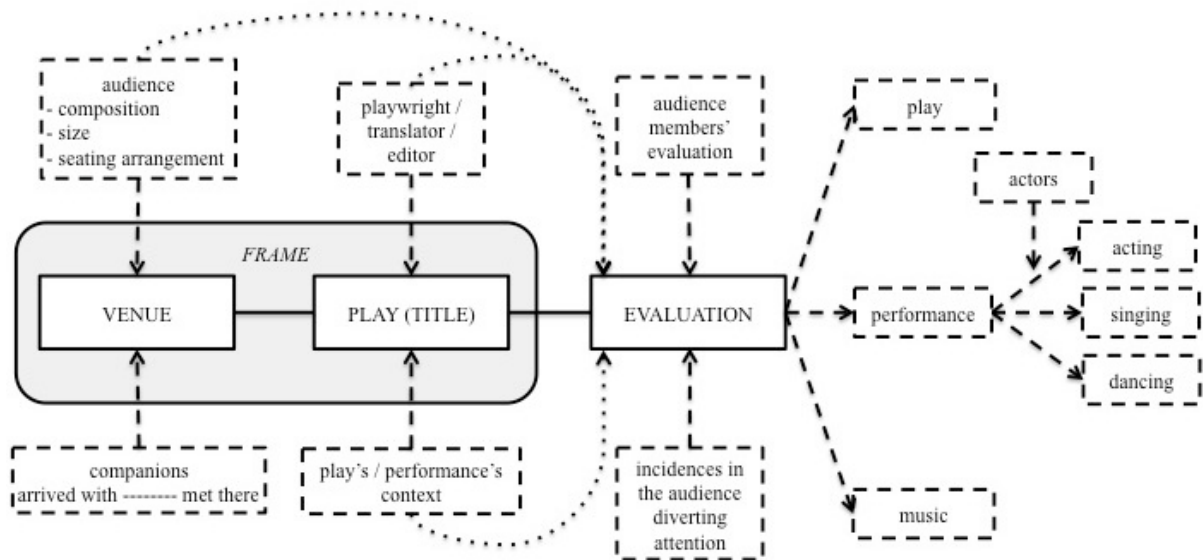 audience
- composition
- size
- seating arrangement
playwright /
translator /
editor
audience
members’
evaluation
play
actors
FRAME
VENUE
PLAY (TITLE)
EVALUATION
performance
acting
singing
dancing
companions
arrived with -------- met there
play’s / performance’s
context
incidences in
the audience
diverting
attention
music